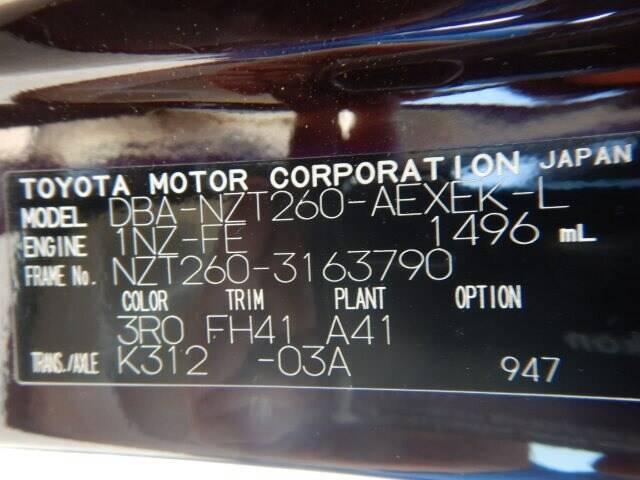 TOYOTA MOTOR CORPORATION JAPAN
MODEL DBA-NZT260-AEXEK-L
ENGINE 1NZ-FE 1496 mL
FRAME No. NZT260-3163790
COLOR TRIM PLANT OPTION
3R0 FH41 A41
TRANS./AXLE K312 -03A 947